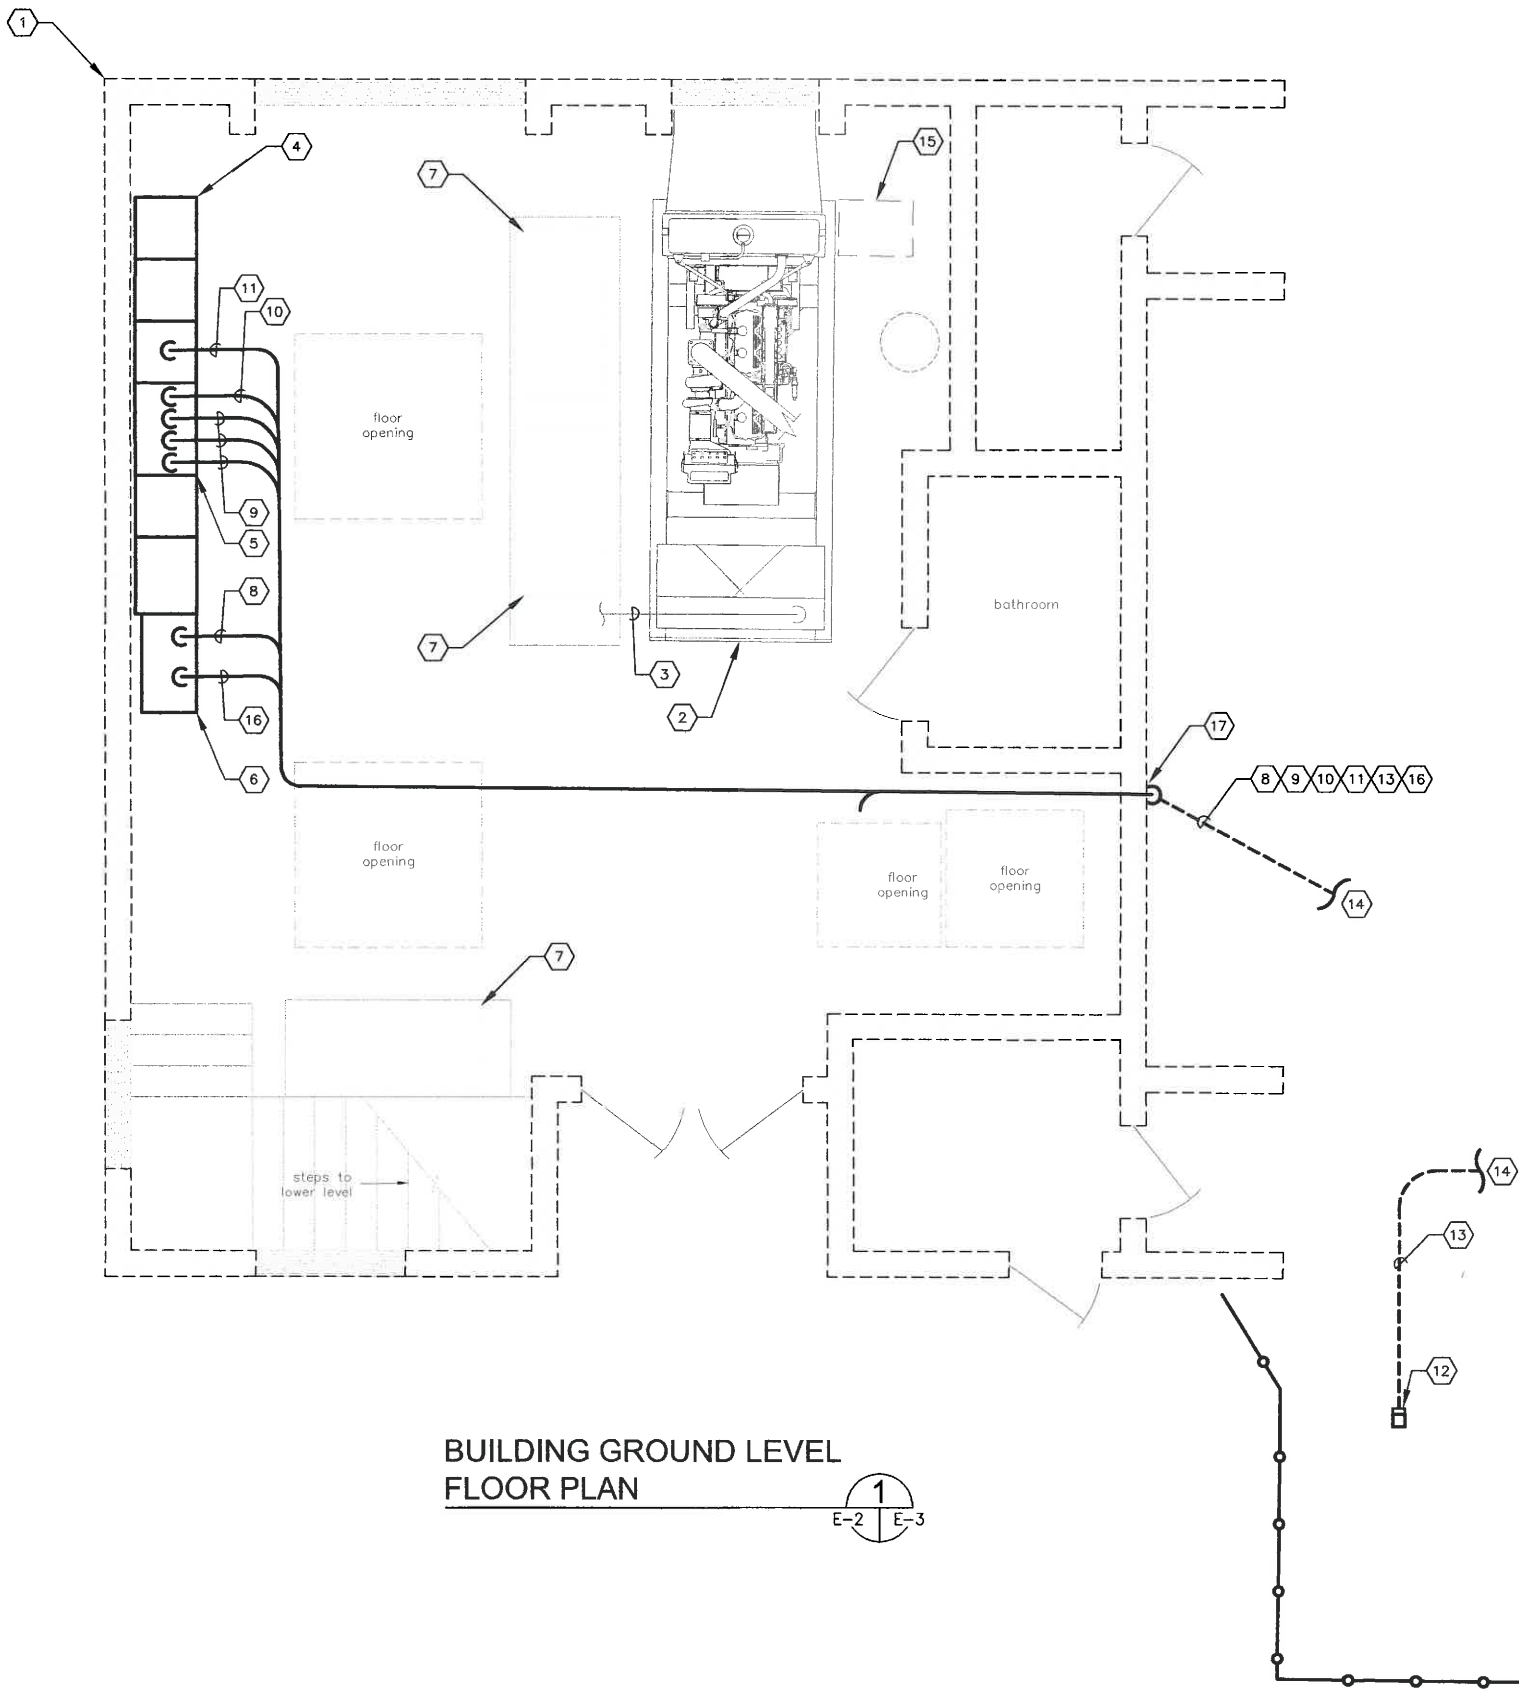 1
4
15
7
11
10
floor
opening
9
5
8
bathroom
7
3
16
2
17
6
8 9 10 11 13 16
floor
opening
floor
opening
floor
opening
14
7
steps to
lower level
14
13
12
BUILDING GROUND LEVEL
FLOOR PLAN
1
E-2
E-3